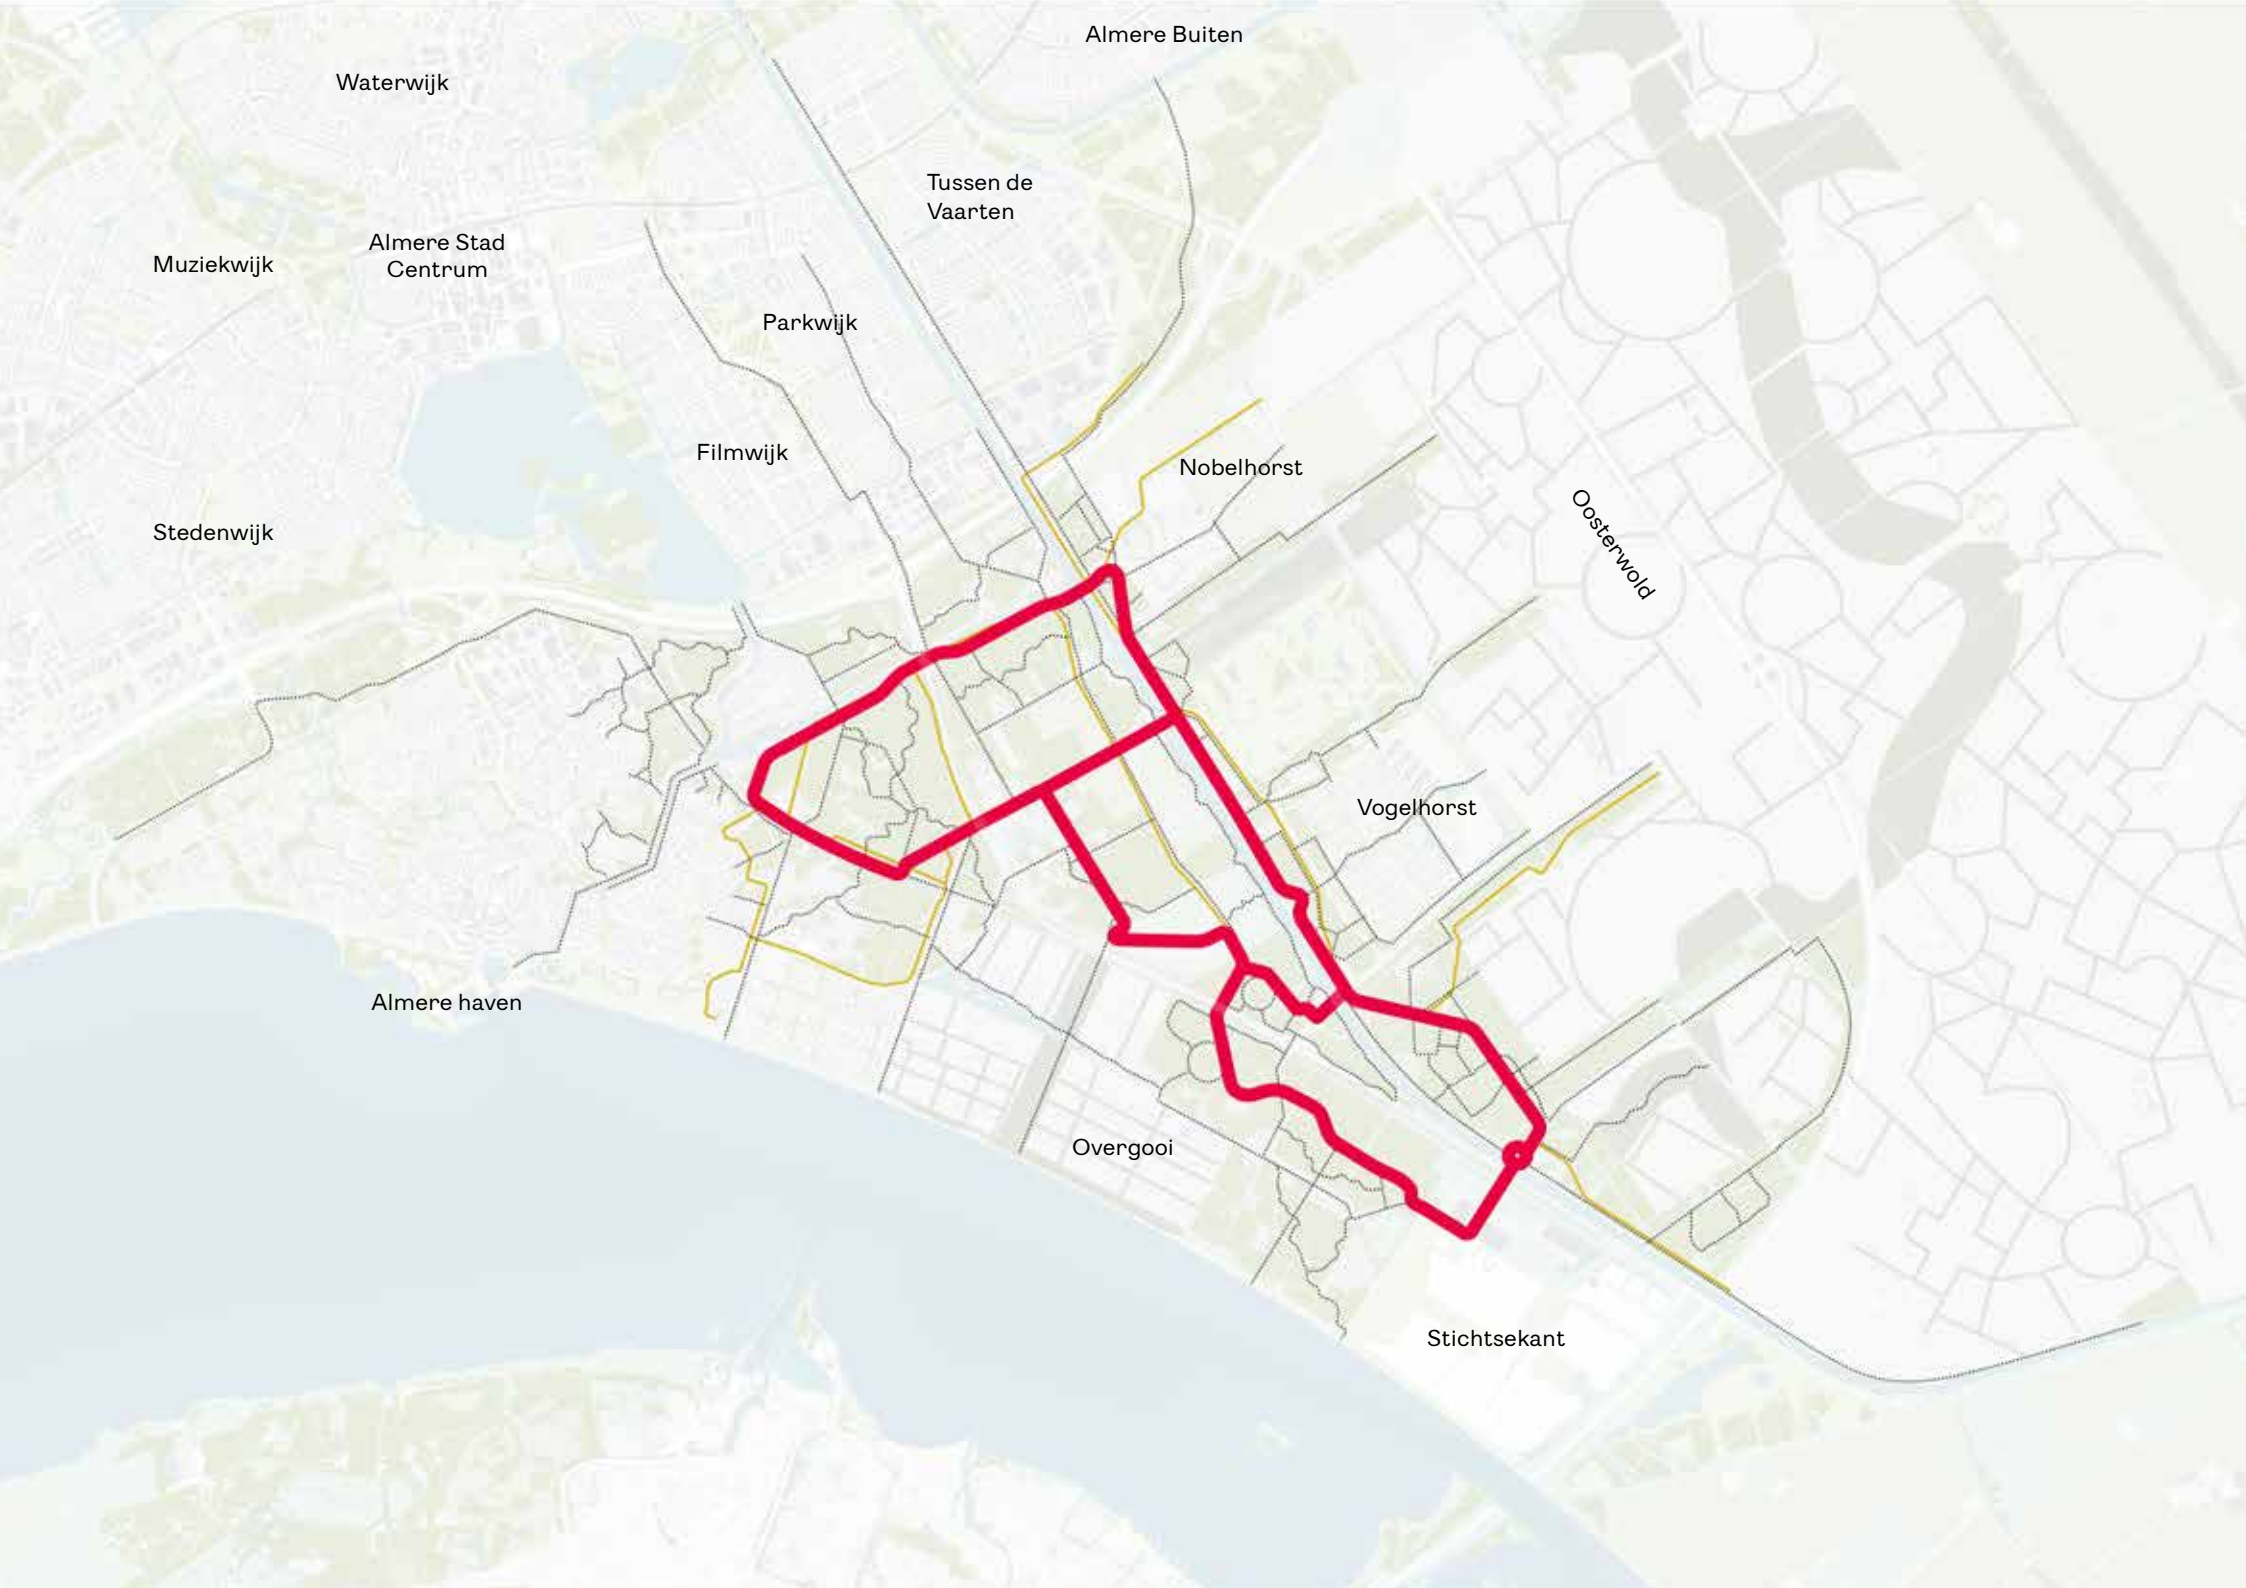 Almere Buiten
Waterwijk
Tussen de
Vaarten
Almere Stad
Centrum
Muziekwijk
Parkwijk
Filmwijk
Nobelhorst
Oosterwold
Stedenwijk
Vogelhorst
Almere haven
Overgooi
Stichtsekant